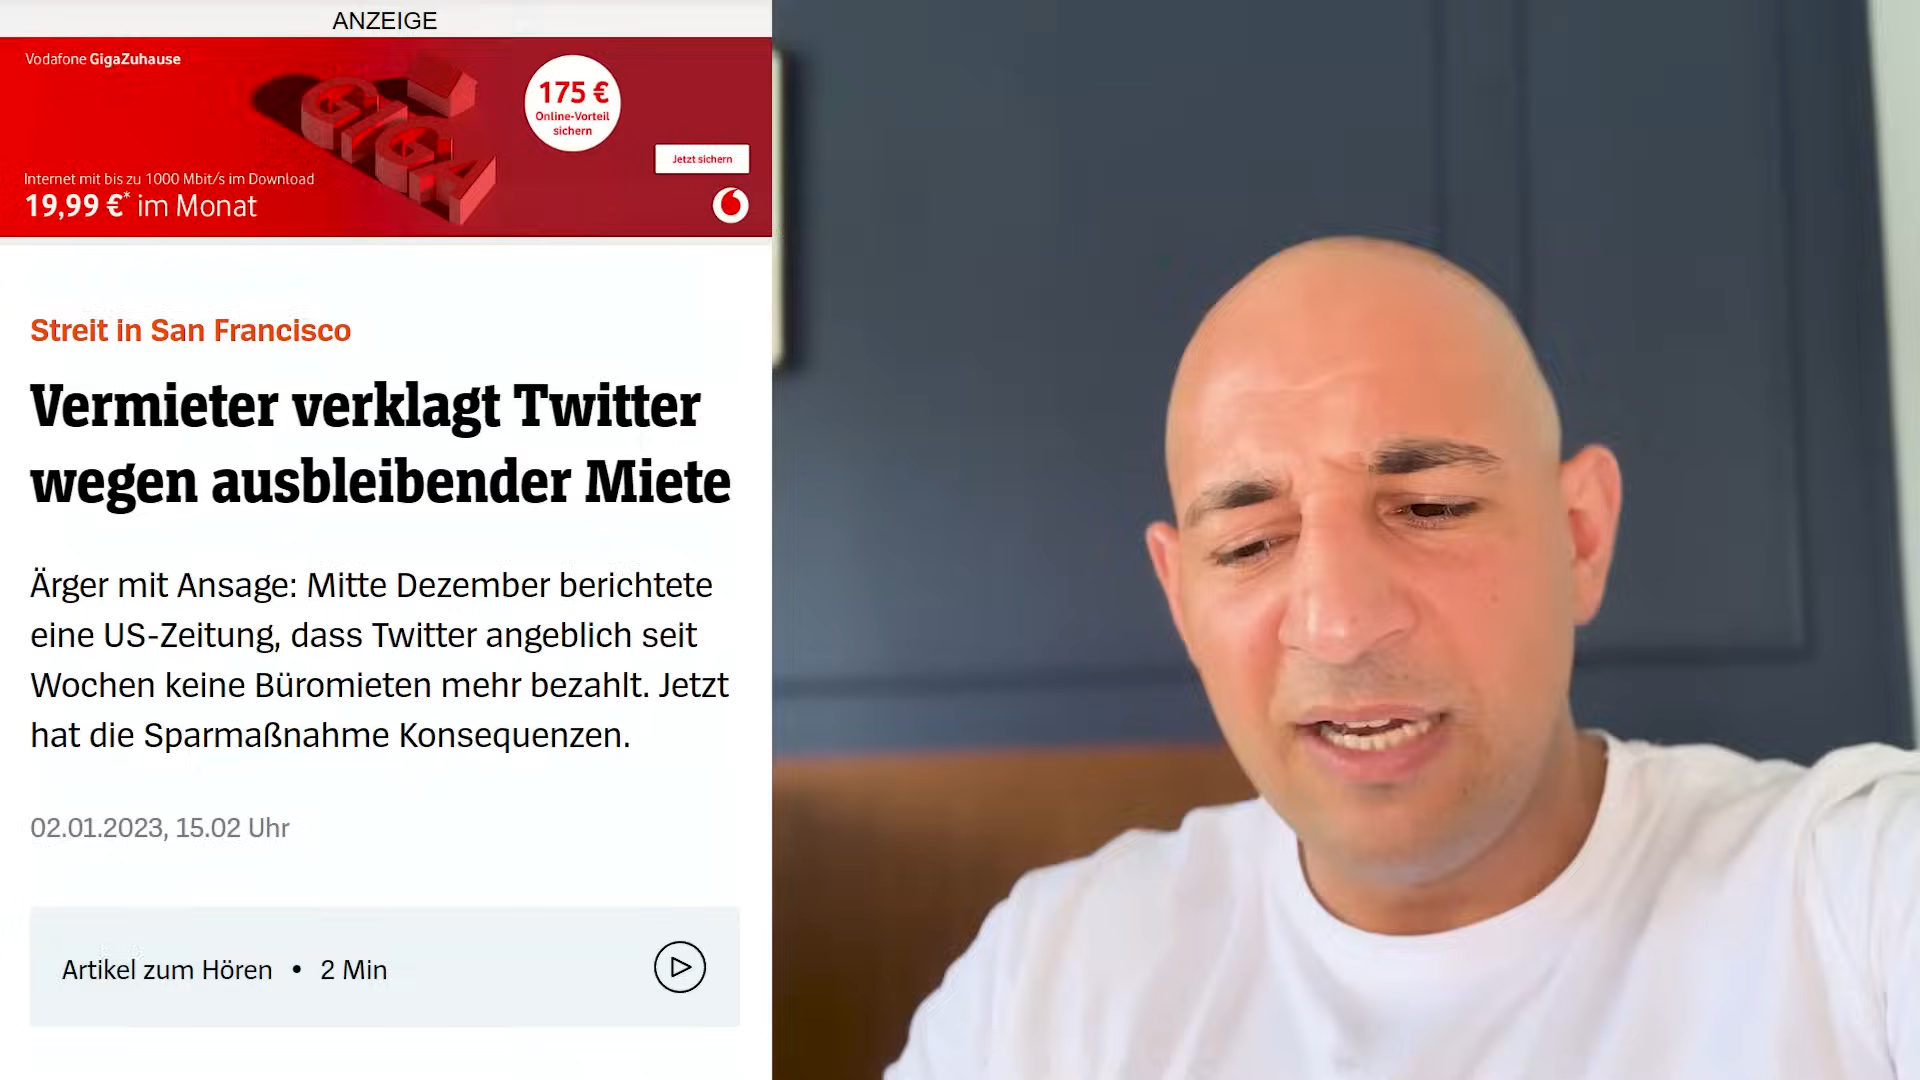 ANZEIGE
Vodafone GigaZuhause
GIGA
175 €
Online-Vorteil
sichern
Jetzt sichern
Internet mit bis zu 1000 Mbit/s im Download
19,99 €* im Monat
Streit in San Francisco
Vermieter verklagt Twitter
wegen ausbleibender Miete
Ärger mit Ansage: Mitte Dezember berichtete
eine US-Zeitung, dass Twitter angeblich seit
Wochen keine Büromieten mehr bezahlt. Jetzt
hat die Sparmaßnahme Konsequenzen.
02.01.2023, 15.02 Uhr
Artikel zum Hören • 2 Min